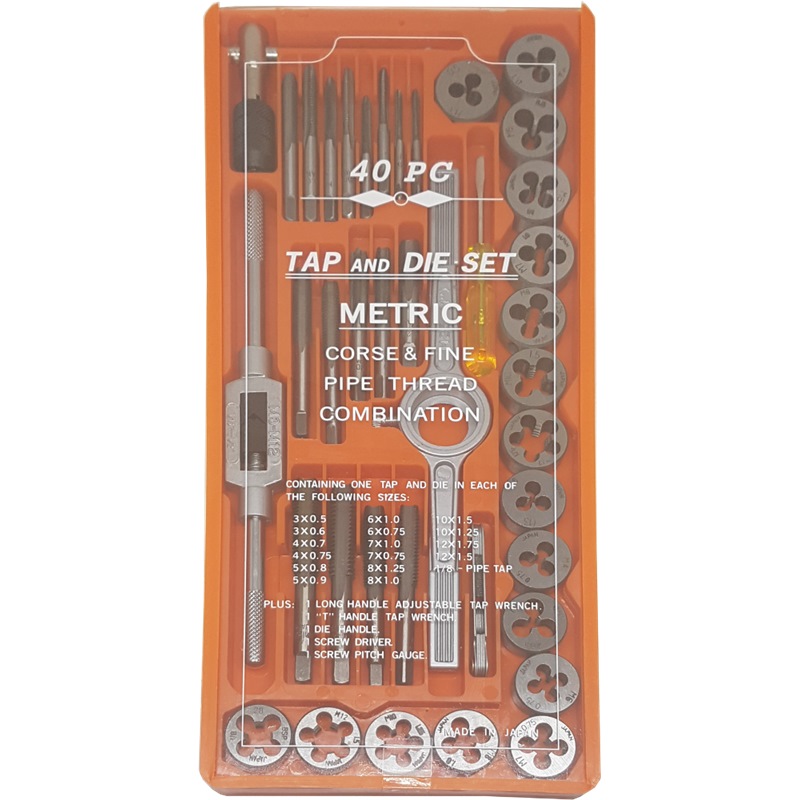 40 PC
TAP AND DIE·SET
METRIC
CORSE & FINE
PIPE THREAD
COMBINATION
CONTAINING ONE TAP AND DIE IN EACH OF
THE FOLLOWING SIZES:
3X0.5 6X1.0 10X1.5
3X0.6 6X0.75 10X1.25
4X0.7 7X1.0 12X1.75
4X0.75 7X0.75 12X1.5
5X0.8 8X1.25 1/8 - PIPE TAP
5X0.9 8X1.0
PLUS: 1 LONG HANDLE ADJUSTABLE TAP WRENCH.
1 "T" HANDLE TAP WRENCH.
1 DIE HANDLE.
1 SCREW DRIVER.
1 SCREW PITCH GAUGE.
MADE IN JAPAN